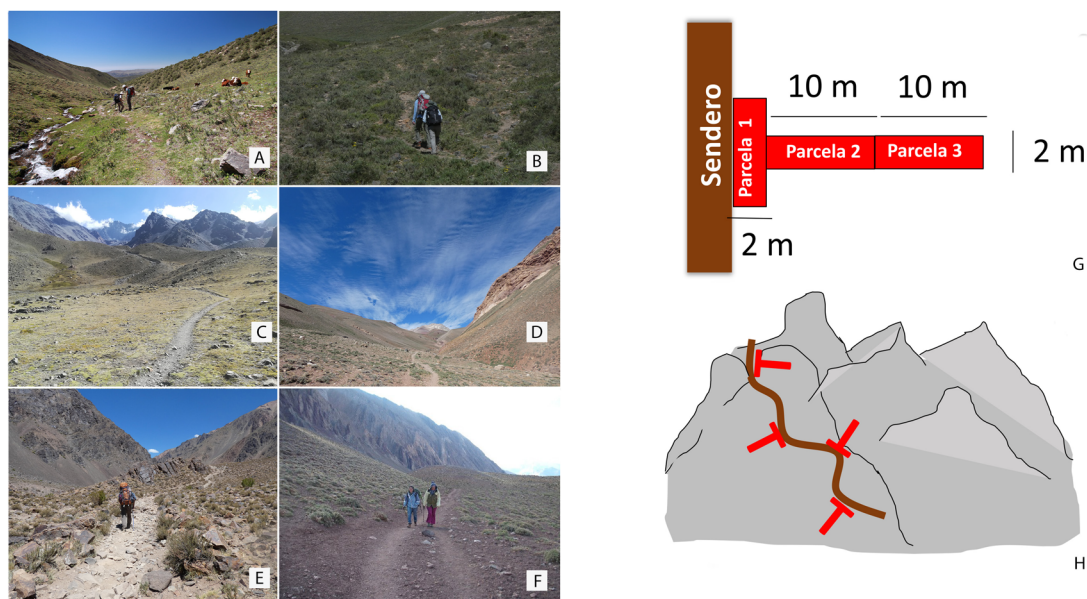 A
B
C
D
E
F
Sendero
Parcela 1
10 m
10 m
Parcela 2
Parcela 3
2 m
2 m
G
H